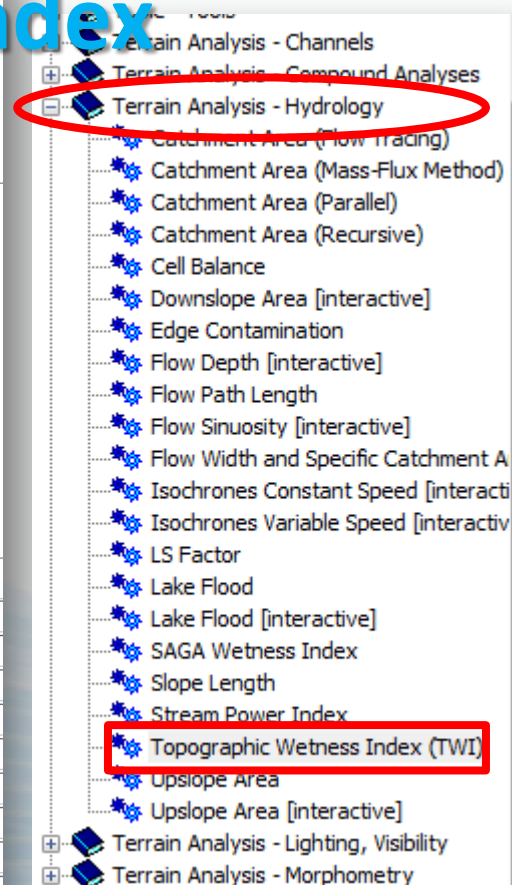 ndex
Terrain Analysis - Channels
Terrain Analysis - Compound Analyses
Terrain Analysis - Hydrology
Catchment Area (Flow Tracing)
Catchment Area (Mass-Flux Method)
Catchment Area (Parallel)
Catchment Area (Recursive)
Cell Balance
Downslope Area [interactive]
Edge Contamination
Flow Depth [interactive]
Flow Path Length
Flow Sinuosity [interactive]
Flow Width and Specific Catchment A
Isochrones Constant Speed [interacti
Isochrones Variable Speed [interactiv
LS Factor
Lake Flood
Lake Flood [interactive]
SAGA Wetness Index
Slope Length
Stream Power Index
Topographic Wetness Index (TWI)
Upslope Area
Upslope Area [interactive]
Terrain Analysis - Lighting, Visibility
Terrain Analysis - Morphometry